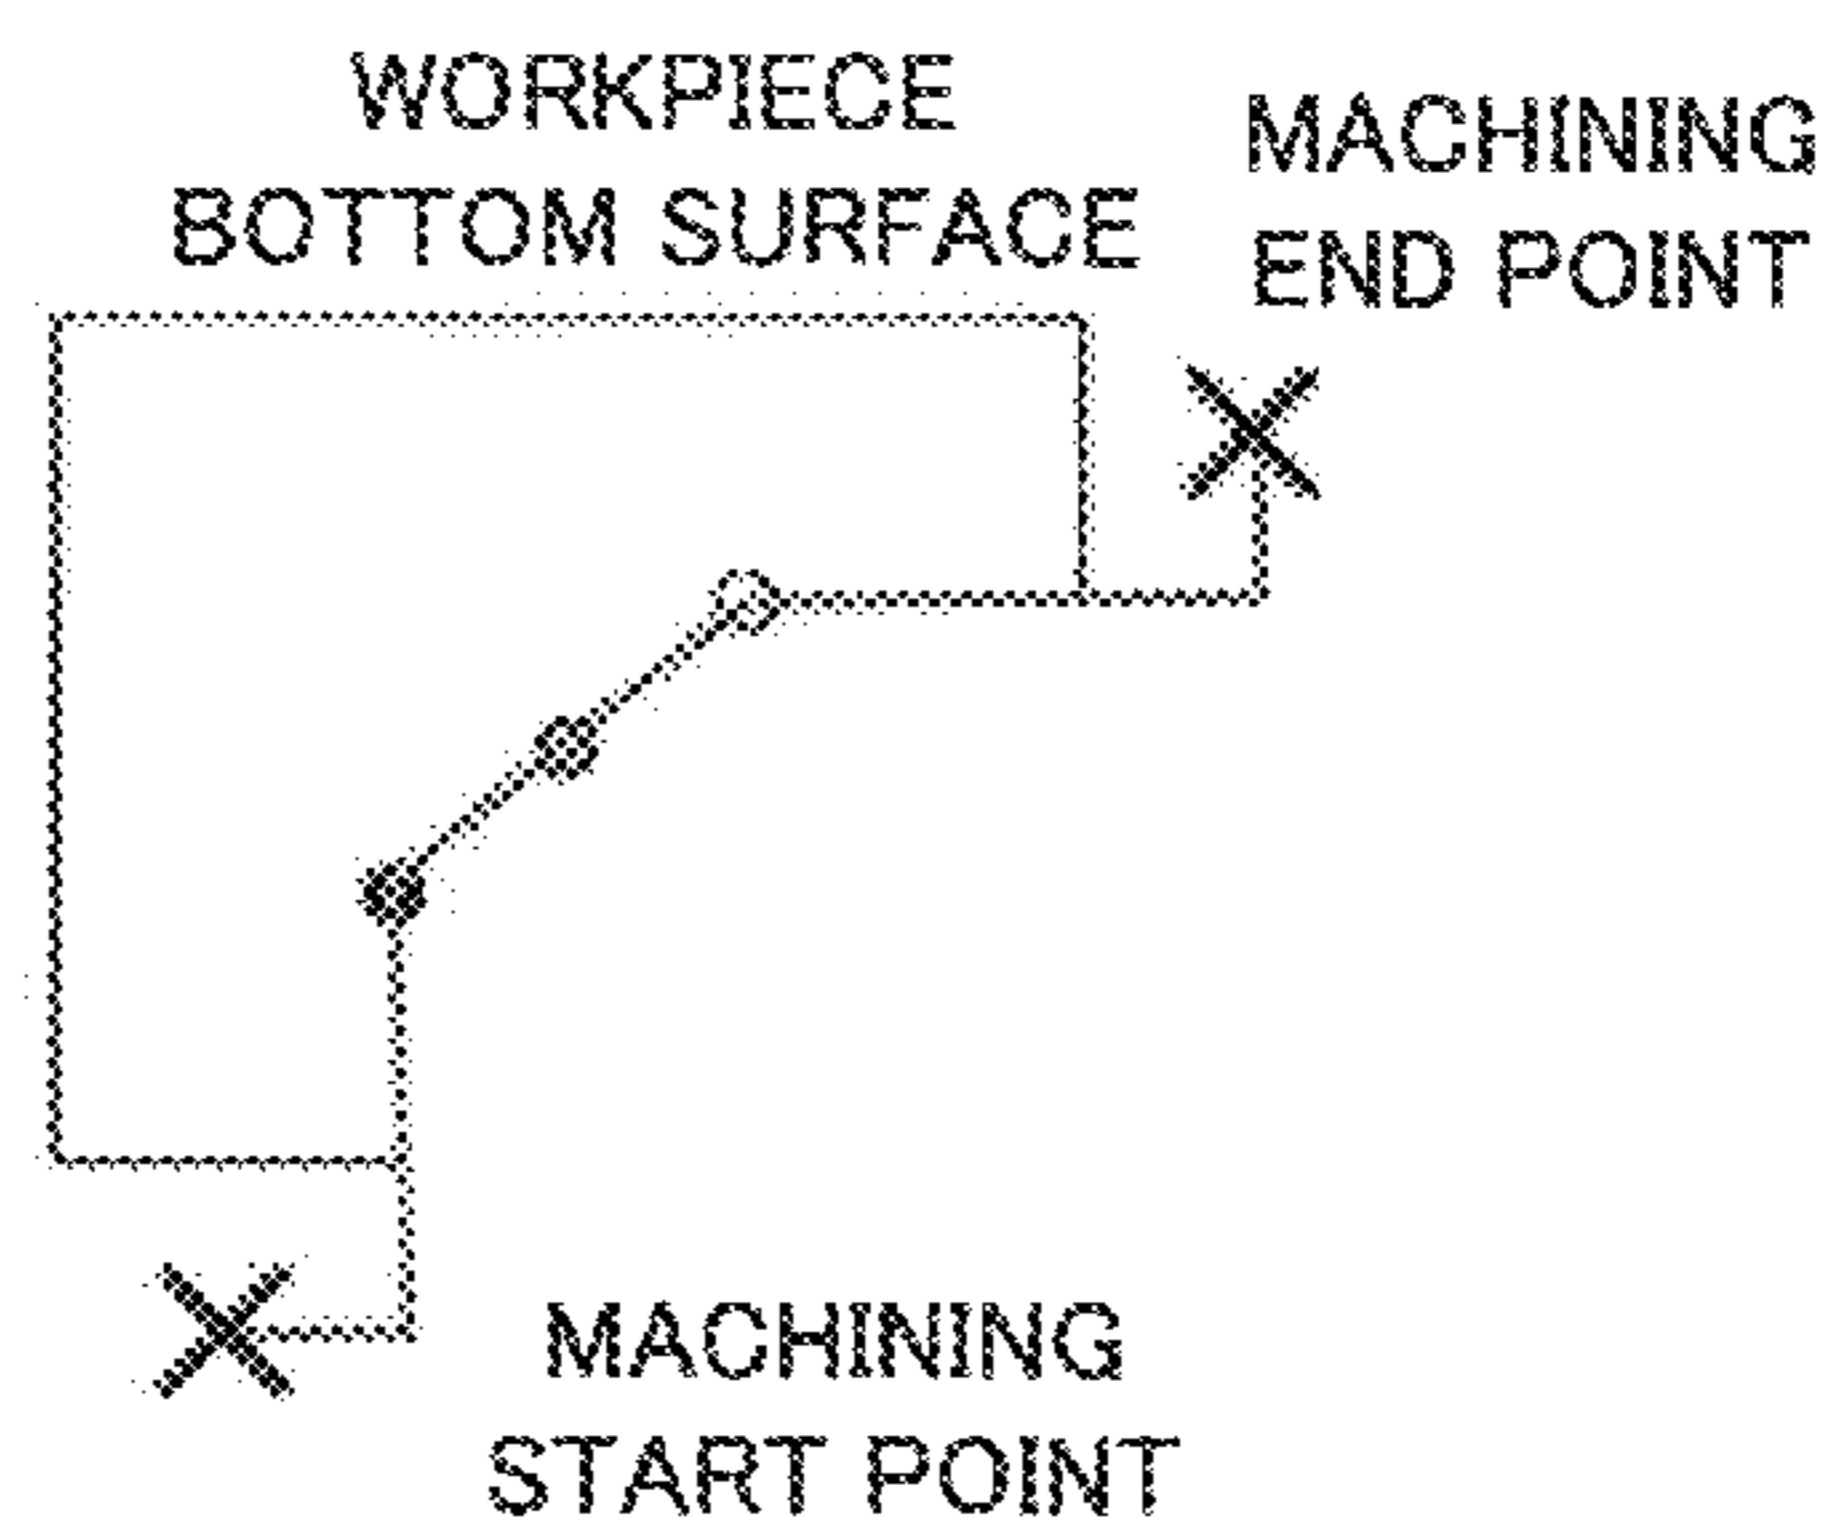 WORKPIECE
BOTTOM SURFACE
MACHINING
END POINT
MACHINING
START POINT